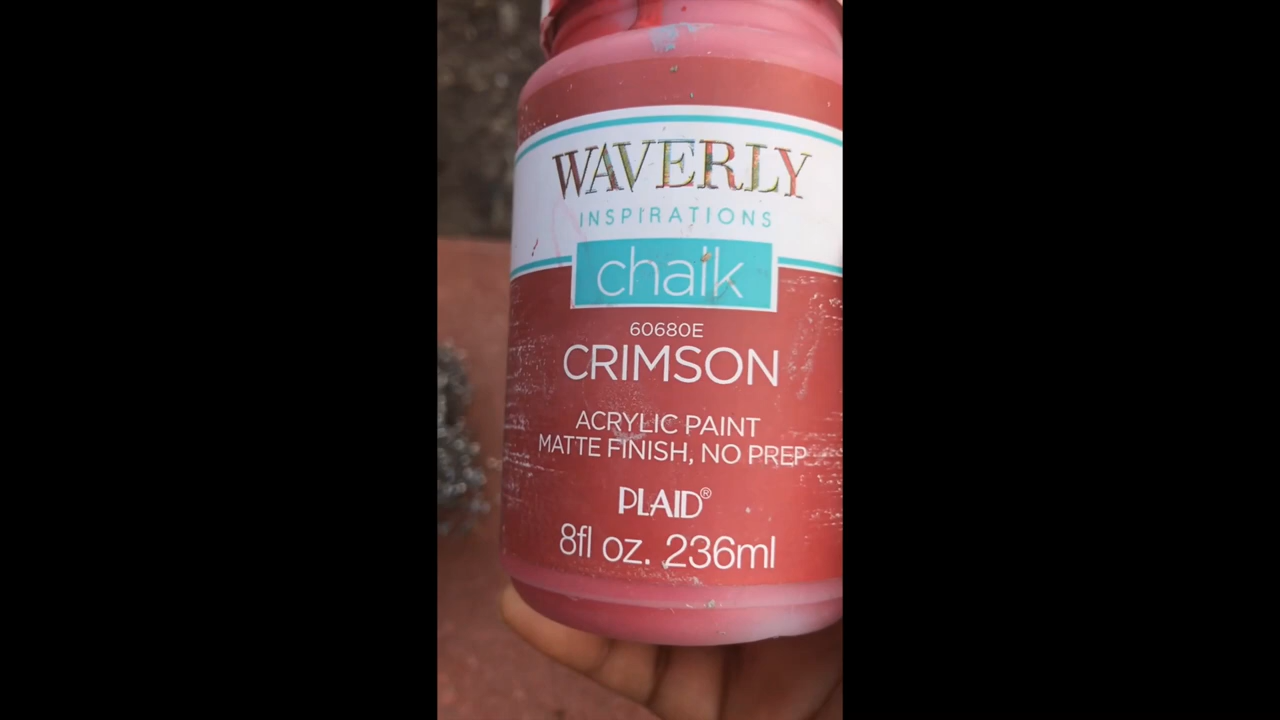 WAVERLY
INSPIRATIONS
chalk
60680E
CRIMSON
ACRYLIC PAINT
MATTE FINISH, NO PREP
PLAID®
8fl oz. 236ml